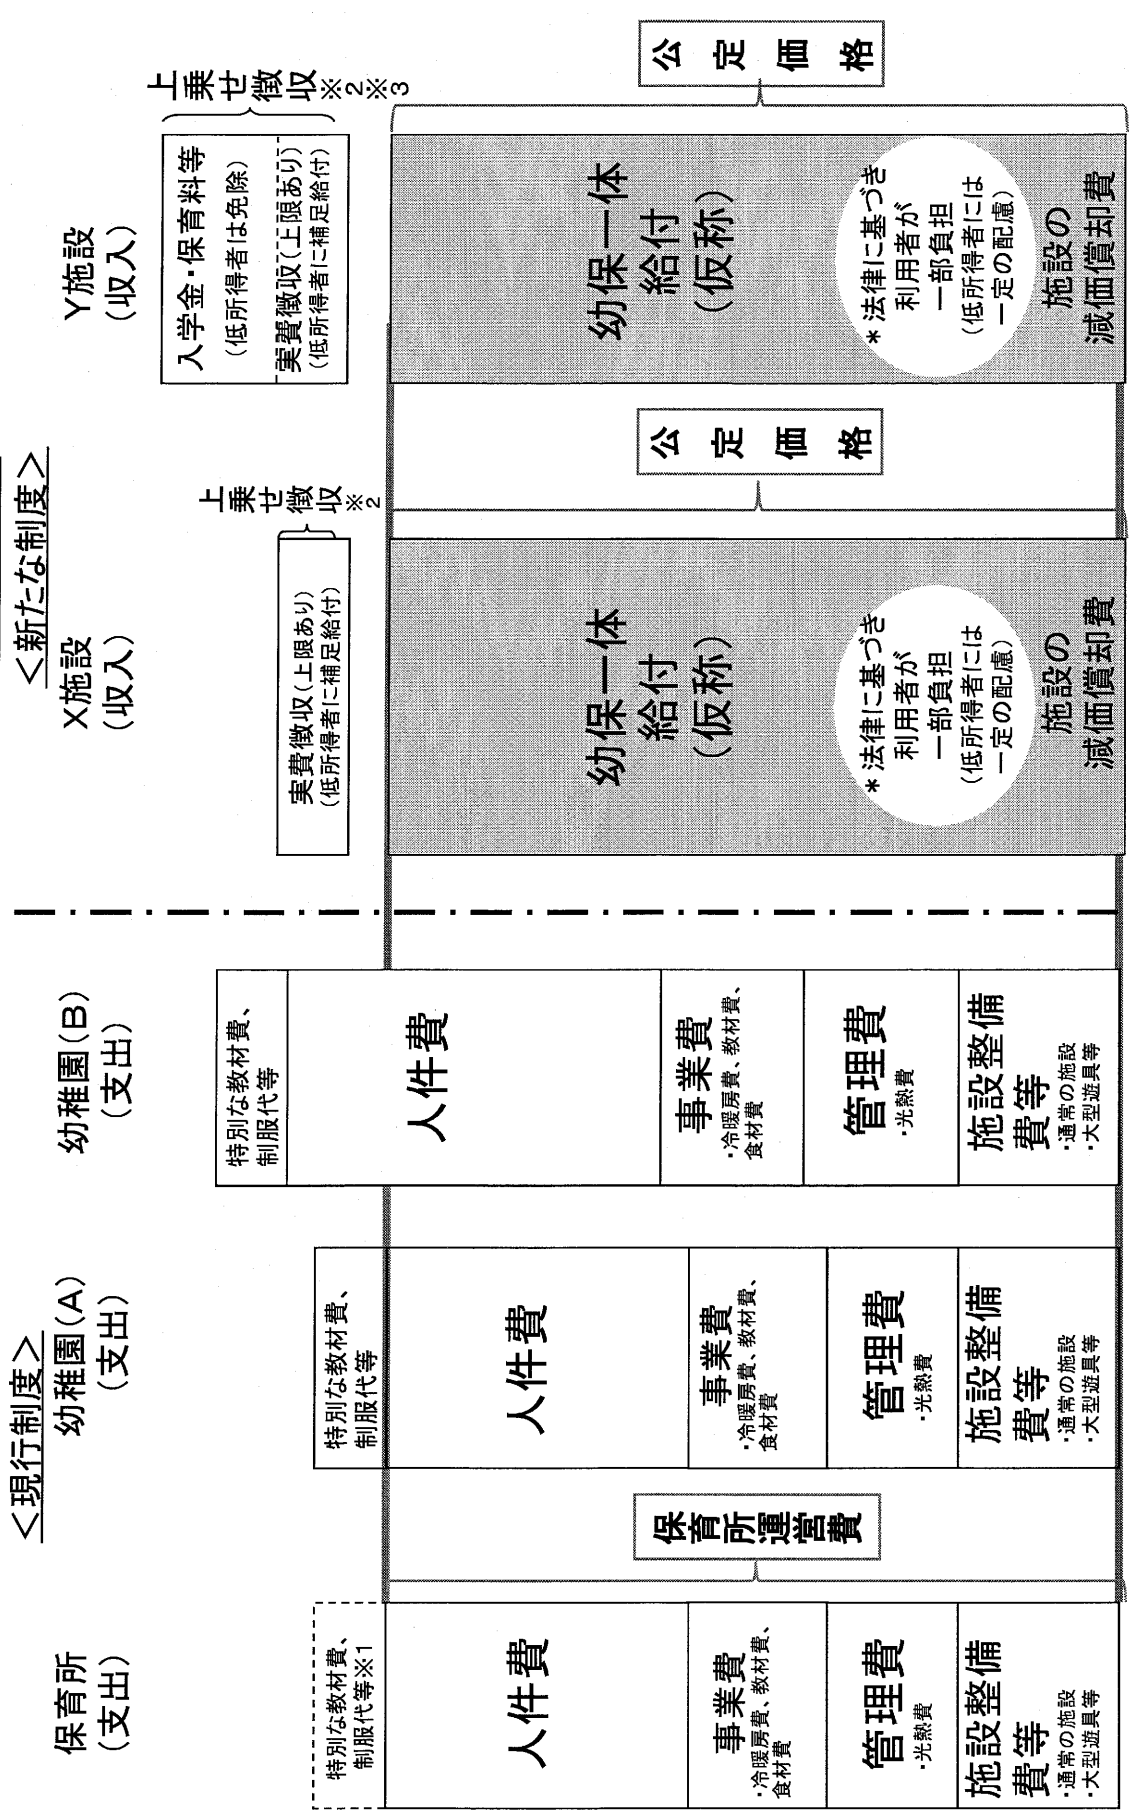 ＜現行制度＞
保育所
（支出）
特別な教材費、
制服代等※1
人件費
事業費
・冷暖房費、教材費、
食材費
管理費
・光熱費
施設整備
費等
・通常の施設
・大型遊具等
保育所運営費
幼稚園（A）
（支出）
特別な教材費、
制服代等
人件費
事業費
・冷暖房費、教材費、
食材費
管理費
・光熱費
施設整備
費等
・通常の施設
・大型遊具等
幼稚園（B）
（支出）
特別な教材費、
制服代等
人件費
事業費
・冷暖房費、教材費、
食材費
管理費
・光熱費
施設整備
費等
・通常の施設
・大型遊具等
＜新たな制度＞
X施設
（収入）
実費徴収（上限あり）
（低所得者に補足給付）
上乗せ徴収※2
幼保一体
給付
（仮称）
＊法律に基づき
利用者が
一部負担
（低所得者には
一定の配慮）
施設の
減価償却費
公定価格
Y施設
（収入）
入学金・保育料等
（低所得者は免除）
実費徴収（上限あり）
（低所得者に補足給付）
上乗せ徴収※2※3
幼保一体
給付
（仮称）
＊法律に基づき
利用者が
一部負担
（低所得者には
一定の配慮）
施設の
減価償却費
公定価格